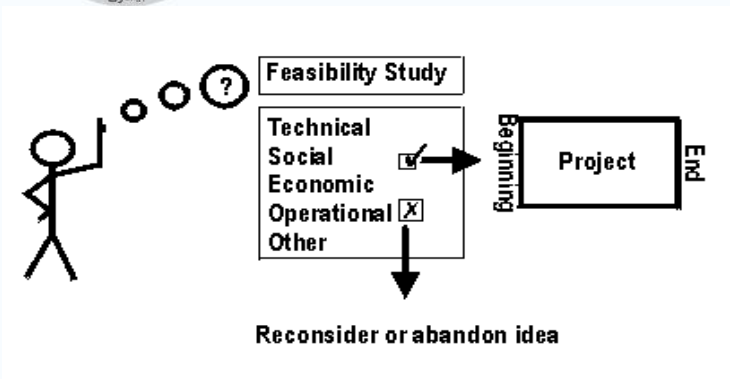 ?
Feasibility Study
Technical
Social
Economic
Operational
Other
Beginning
Project
End
Reconsider or abandon idea